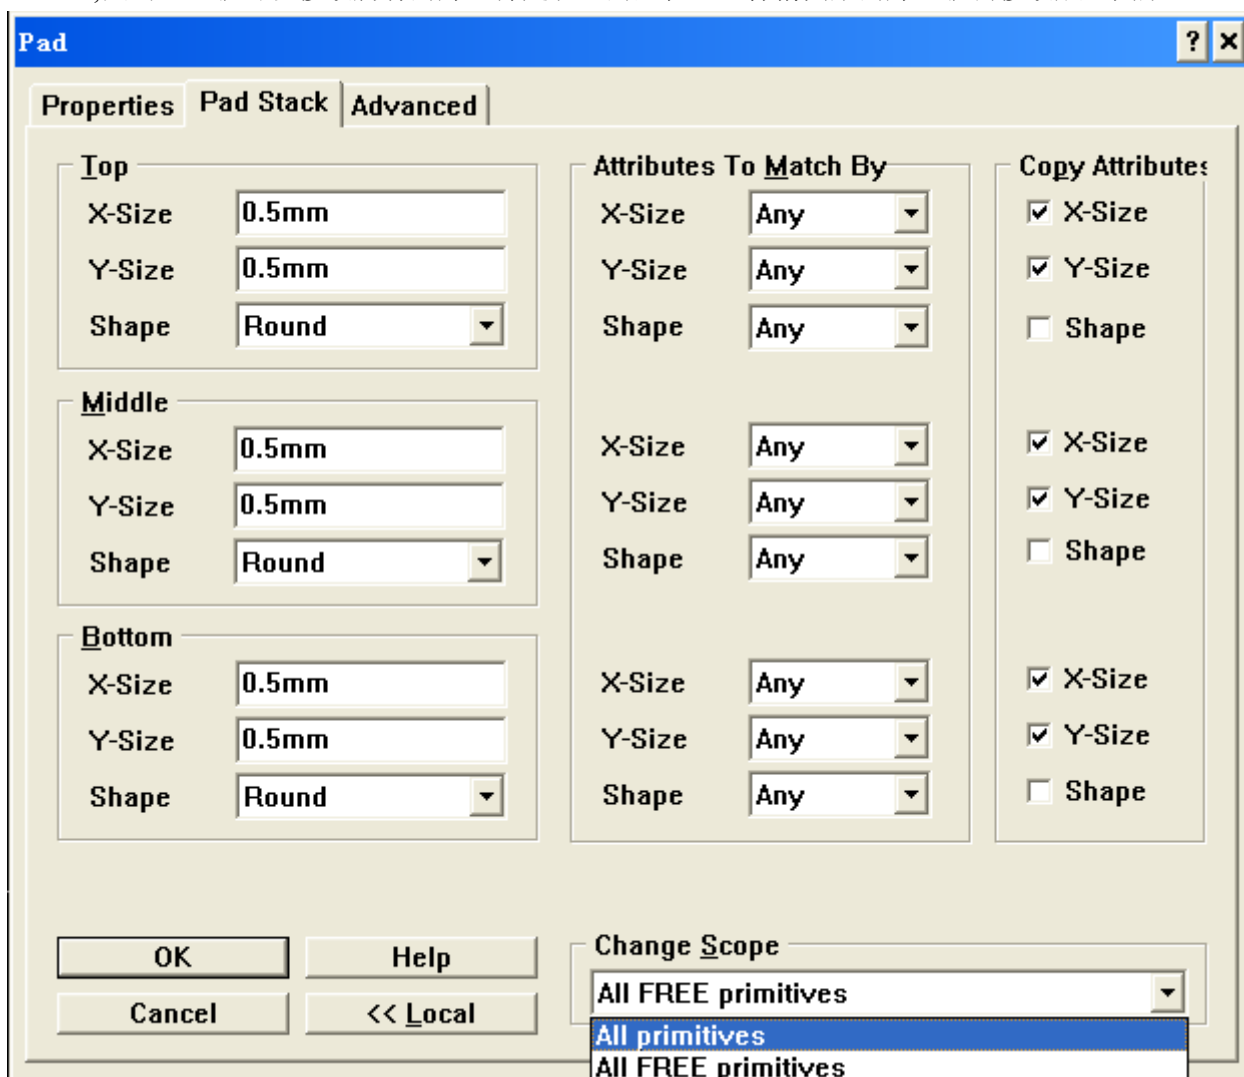 Pad
Properties Pad Stack Advanced
Top
X-Size 0.5mm
Y-Size 0.5mm
Shape Round
Middle
X-Size 0.5mm
Y-Size 0.5mm
Shape Round
Bottom
X-Size 0.5mm
Y-Size 0.5mm
Shape Round
Attributes To Match By
X-Size Any
Y-Size Any
Shape Any
X-Size Any
Y-Size Any
Shape Any
X-Size Any
Y-Size Any
Shape Any
Copy Attributes
X-Size
Y-Size
Shape
X-Size
Y-Size
Shape
X-Size
Y-Size
Shape
OK Help
Cancel << Local
Change Scope
All FREE primitives
All primitives
All FREE primitives